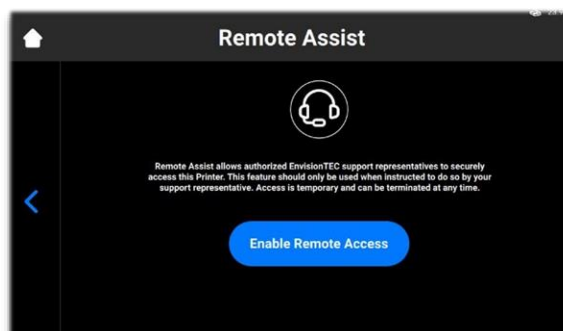 Remote Assist
Remote Assist allows authorized EnvisionTEC support representatives to securely
access this Printer. This feature should only be used when instructed to do so by your
support representative. Access is temporary and can be terminated at any time.
Enable Remote Access